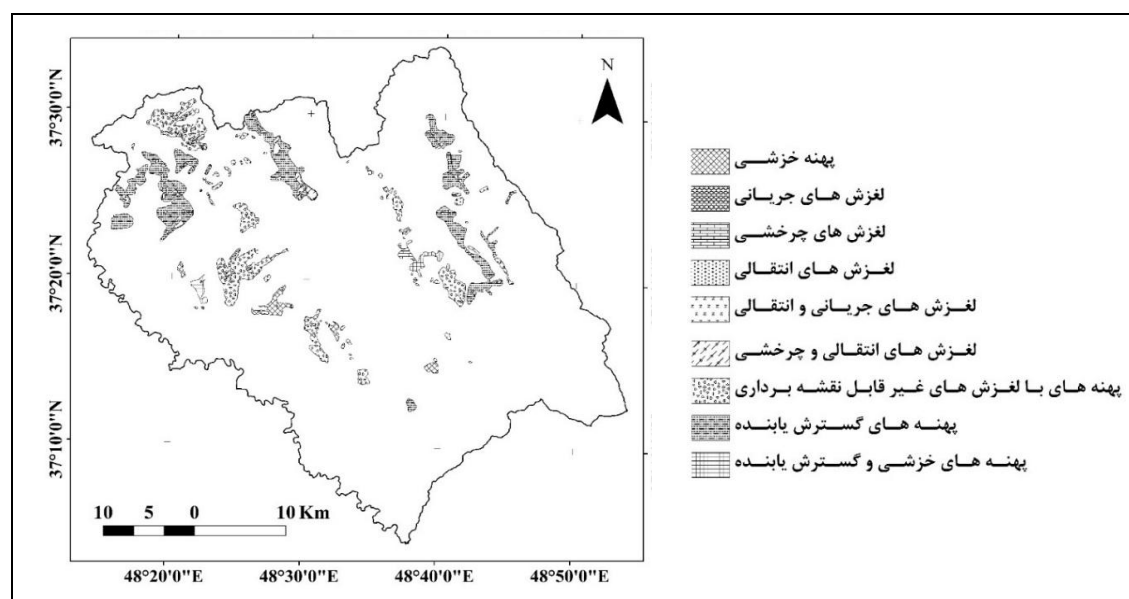 N
37°30'0"N
37°20'0"N
37°10'0"N
48°20'0"E
48°30'0"E
48°40'0"E
48°50'0"E
10 5 0 10 Km
پهنه خزشی
لغزش های جریانی
لغزش های چرخشی
لغزش های انتقالی
لغزش های جریانی و انتقالی
لغزش های انتقالی و چرخشی
پهنه های با لغزش های غیر قابل نقشه برداری
پهنه های گسترش یابنده
پهنه های خزشی و گسترش یابنده